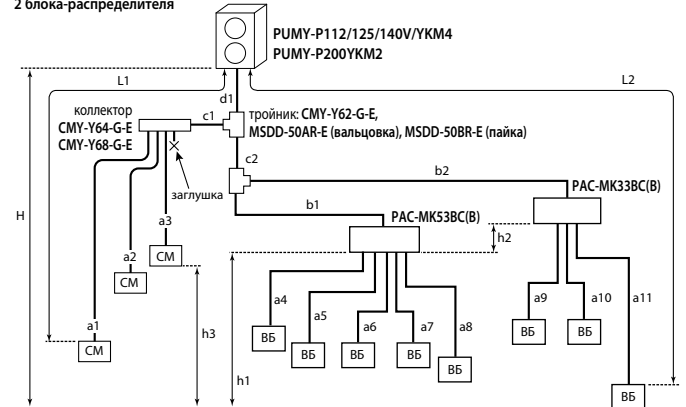 2 блока-распределителя
PUMY-P112/125/140V/YKM4
PUMY-P200YKM2
L1
L2
d1
коллектор
CMY-Y64-G-E
CMY-Y68-G-E
c1
тройник: CMY-Y62-G-E,
MSDD-50AR-E (вальцовка), MSDD-50BR-E (пайка)
c2
b2
заглушка
PAC-MK33BC(B)
H
b1
PAC-MK53BC(B)
a3
h2
a2
СМ
СМ
a4
a5
a6
a7
a8
a9
a10
a11
a1
h3
СМ
ВБ
ВБ
ВБ
ВБ
ВБ
ВБ
ВБ
h1
ВБ